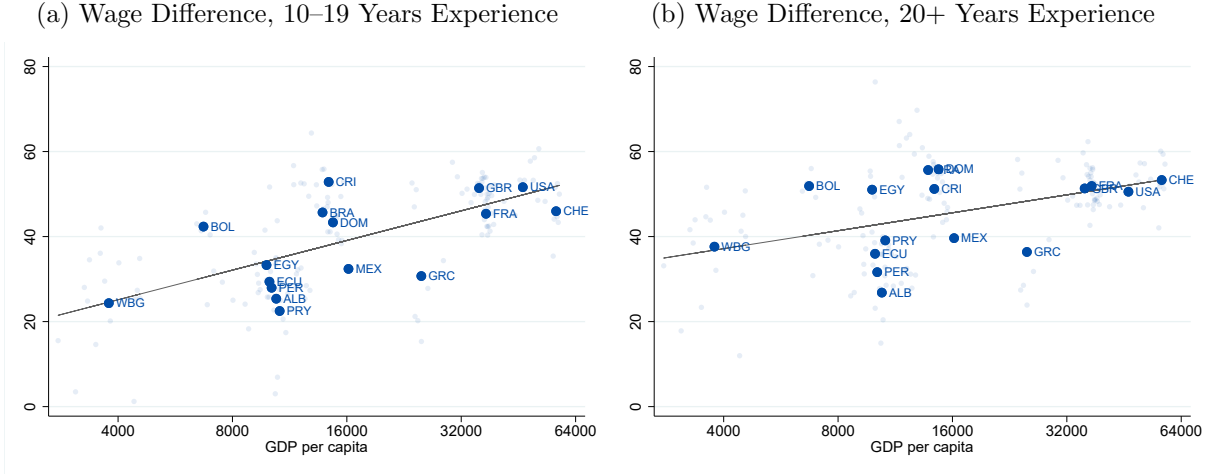 (a) Wage Difference, 10–19 Years Experience
80
60
40
20
0
CRI
GBR
USA
BRA
FRA
CHE
DOM
BOL
EGY
MEX
ECU
GRC
PER
WBG
ALB
PRY
4000 8000 16000 32000 64000
GDP per capita
(b) Wage Difference, 20+ Years Experience
80
60
40
20
0
BRA
DOM
CHE
BOL
EGY
CRI
FRA
GBR
USA
PRY
MEX
WBG
ECU
GRC
PER
ALB
4000 8000 16000 32000 64000
GDP per capita